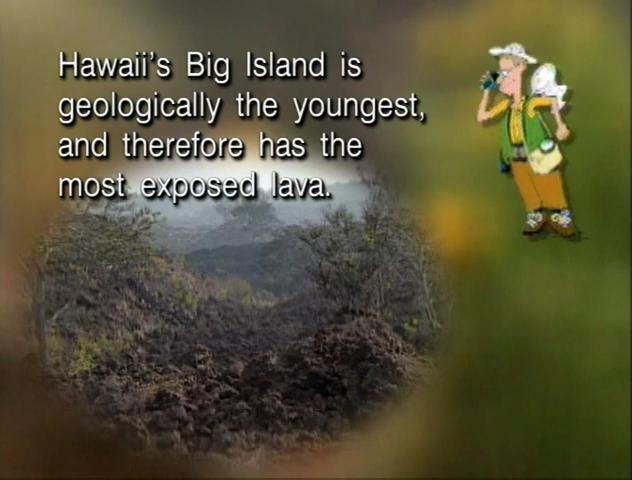 Hawaii's Big Island is
geologically the youngest,
and therefore has the
most exposed lava.